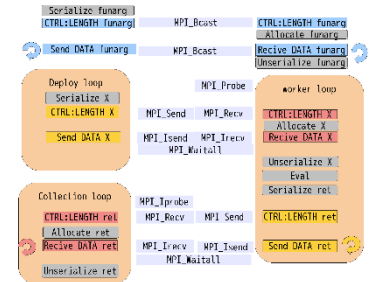 Serialize funarg
CTRL:LENGTH funarg MPI_Bcast CTRL:LENGTH funarg
Allocate funarg
Send DATA funarg MPI_Bcast Recive DATA funarg
Unserialize funarg
Deploy loop MPI_Probe worker loop
Serialize X
CTRL:LENGTH X MPI_Send MPI_Recv CTRL:LENGTH X
Allocate X
Send DATA X MPI_Isend MPI_Irecv Recive DATA X
MPI_Waitall
Unserialize X
Eval
Serialize ret
Collection loop MPI_Iprobe
CTRL:LENGTH ret MPI_Recv MPI Send CTRL:LENGTH ret
Allocate ret
Recive DATA ret MPI_Irecv MPI_Isend Send DATA ret
MPI_Waitall
Unserialize ret